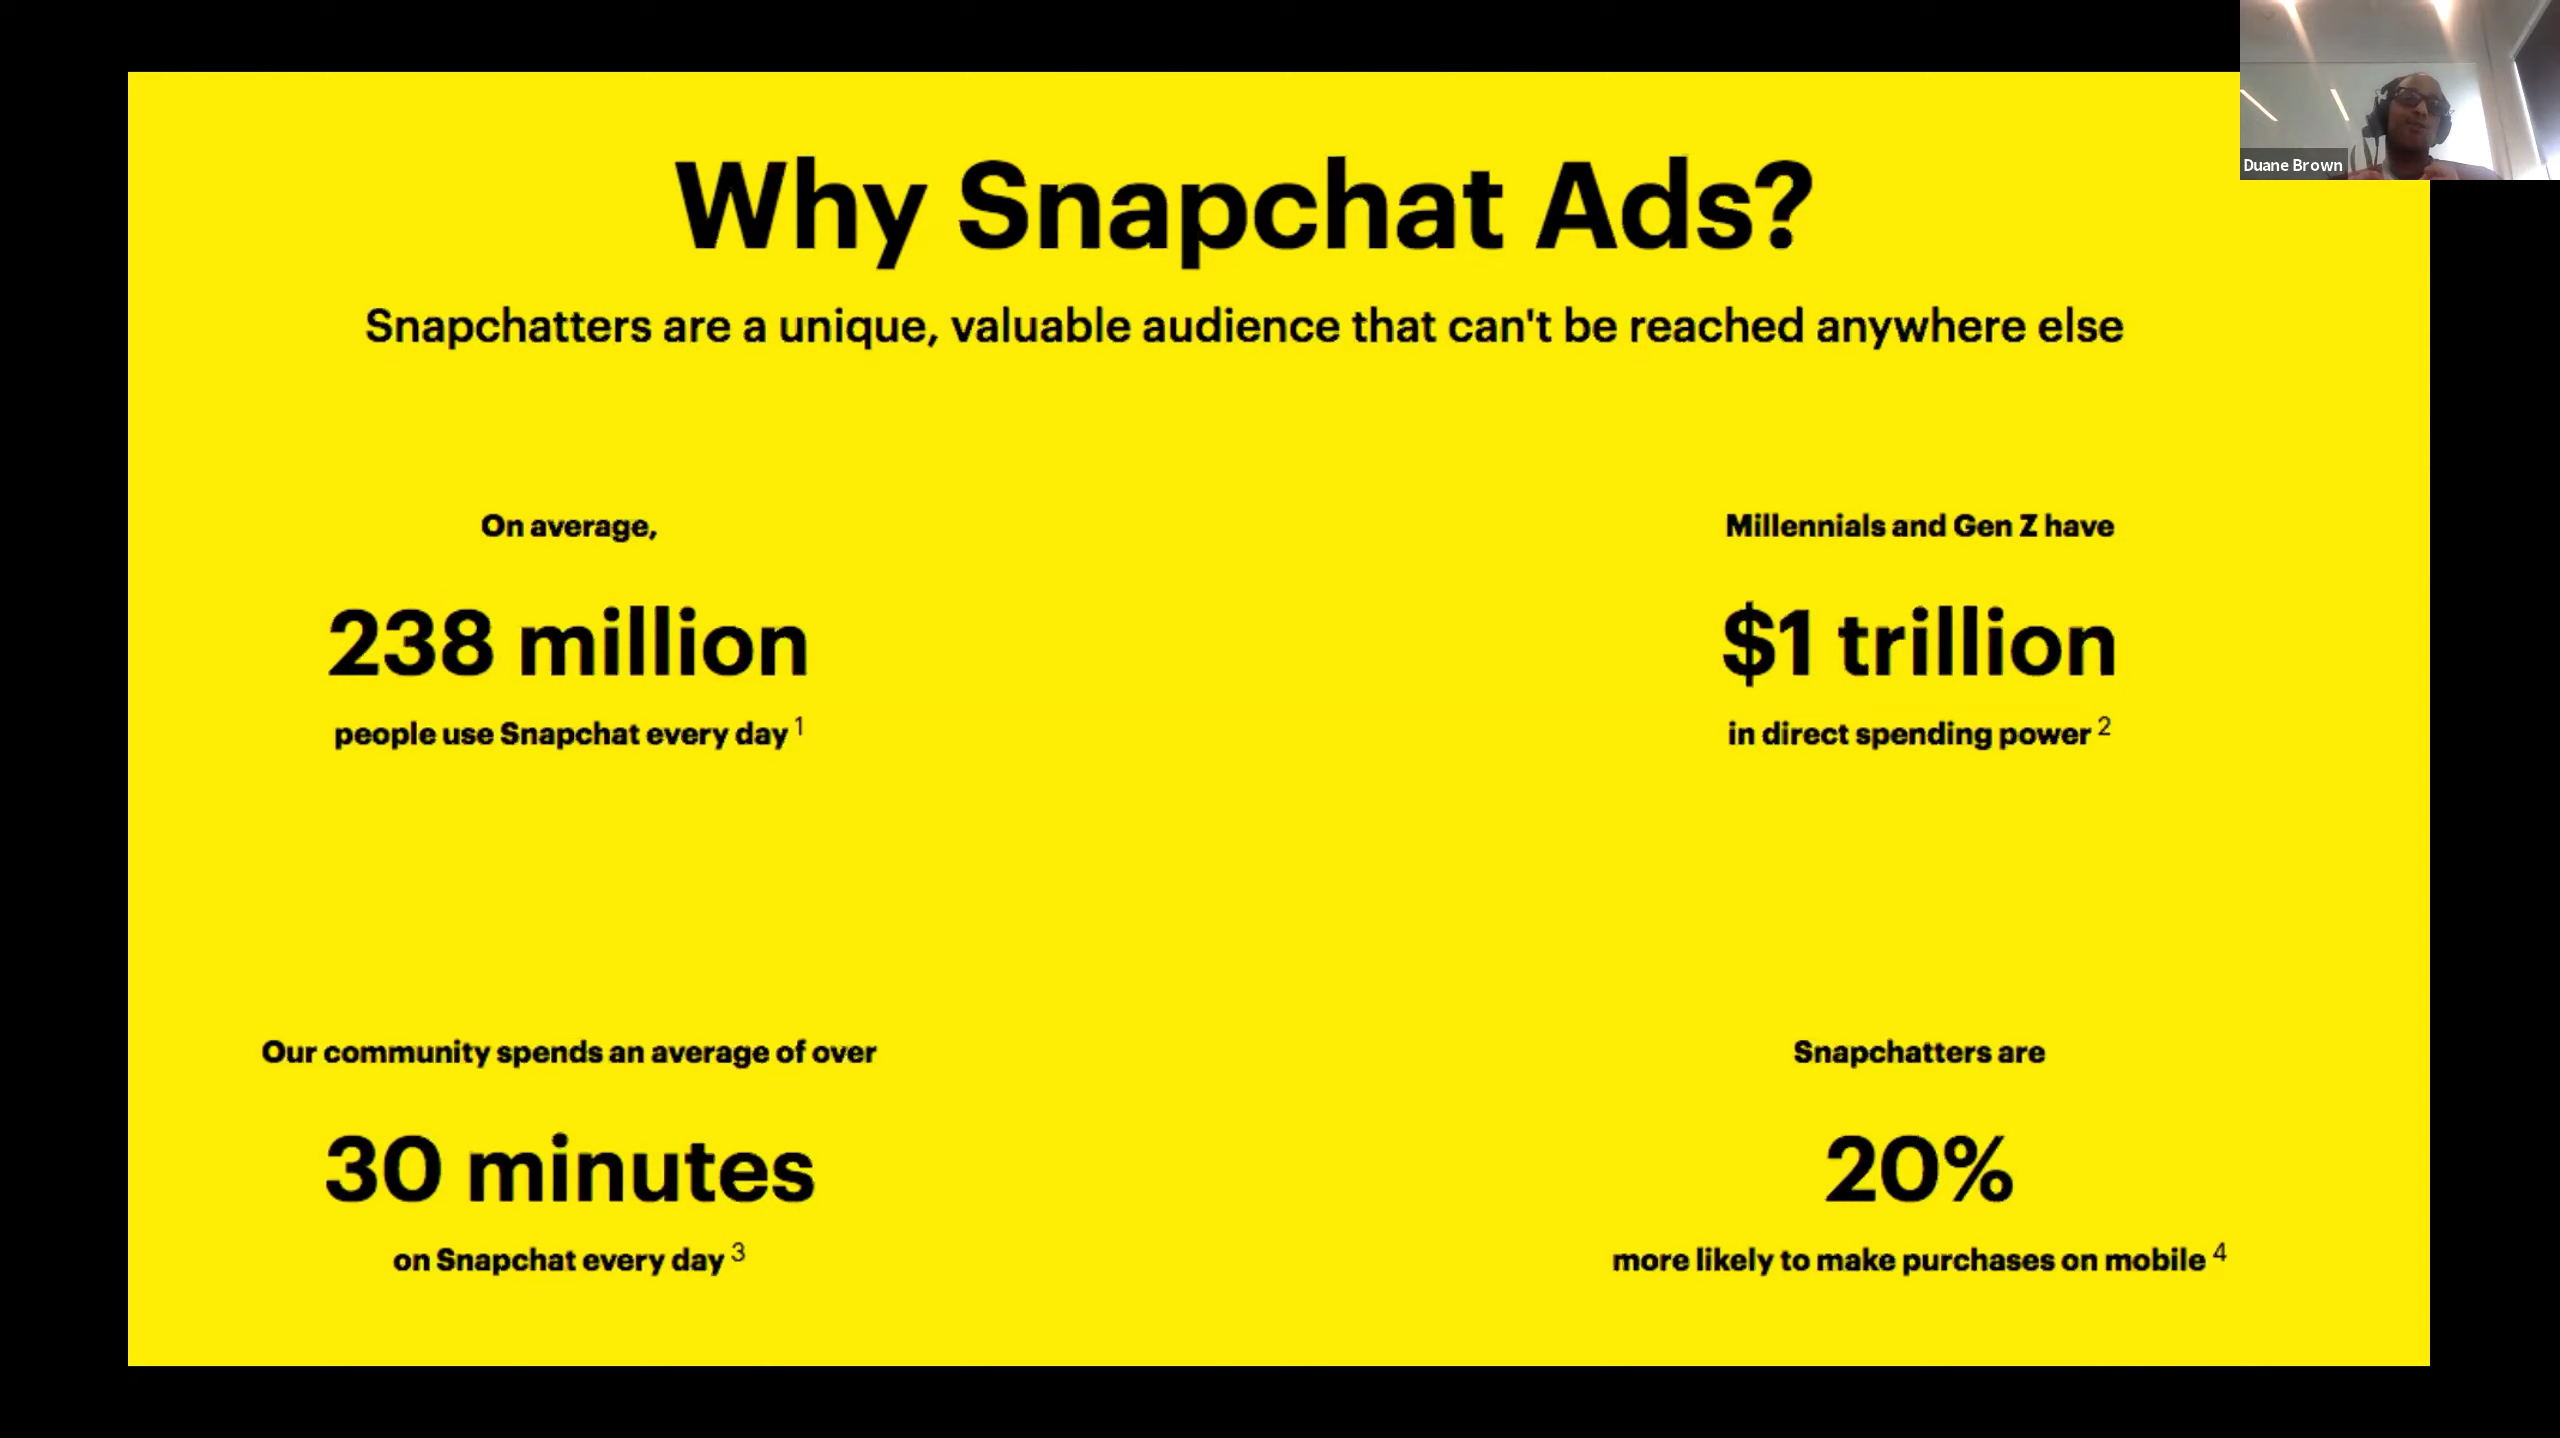 Why Snapchat Ads?
Snapchatters are a unique, valuable audience that can't be reached anywhere else
On average,
238 million
people use Snapchat every day 1
Millennials and Gen Z have
$1 trillion
in direct spending power 2
Our community spends an average of over
30 minutes
on Snapchat every day 3
Snapchatters are
20%
more likely to make purchases on mobile 4
Duane Brown